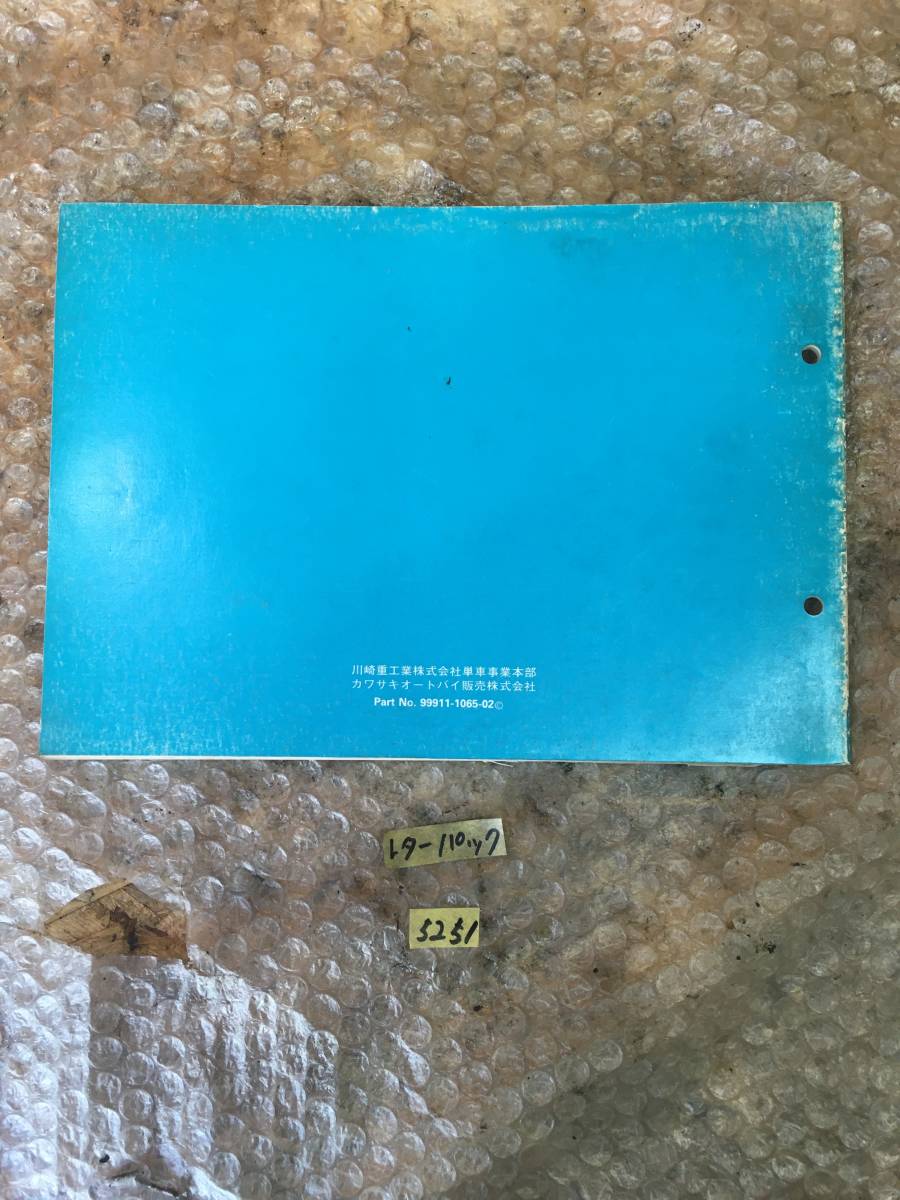 川崎重工業株式会社単車事業本部
カワサキオートバイ販売株式会社
Part No. 99911-1065-02©
レターパック
5251